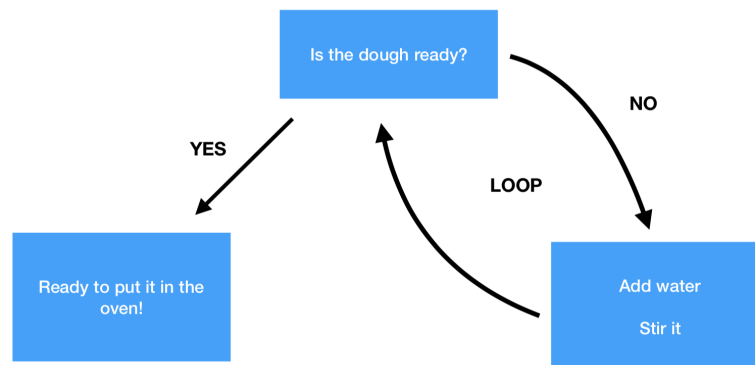 Is the dough ready?
NO
YES
LOOP
Ready to put it in the
oven!
Add water
Stir it